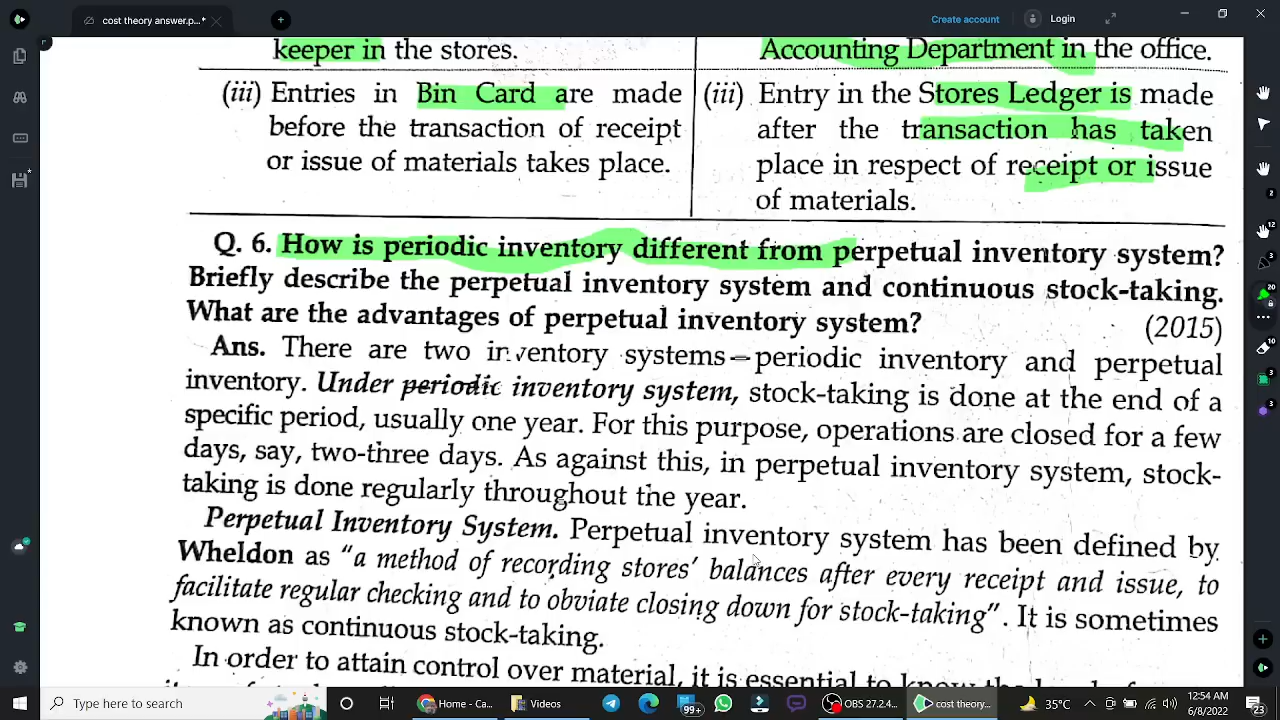 cost theory answer.p...
Create account
Login
keeper in the stores.
Accounting Department in the office.
(iii) Entries in Bin Card are made
before the transaction of receipt
or issue of materials takes place.
(iii) Entry in the Stores Ledger is made
after the transaction has taken
place in respect of receipt or issue
of materials.
Q. 6. How is periodic inventory different from perpetual inventory system?
Briefly describe the perpetual inventory system and continuous stock-taking.
What are the advantages of perpetual inventory system? (2015)
Ans. There are two inventory systems—periodic inventory and perpetual
inventory. Under periodic inventory system, stock-taking is done at the end of a
specific period, usually one year. For this purpose, operations are closed for a few
days, say, two-three days. As against this, in perpetual inventory system, stock-
taking is done regularly throughout the year.
Perpetual Inventory System. Perpetual inventory system has been defined by
Wheldon as "a method of recording stores' balances after every receipt and issue, to
facilitate regular checking and to obviate closing down for stock-taking". It is sometimes
known as continuous stock-taking.
In order to attain control over material, it is essential to know the
2
12
3
20
10
3
3
Type here to search
Home - Ca...
Videos
99+
OBS 27.2.4...
cost theory...
35°C
12:54 AM
6/8/2022
23